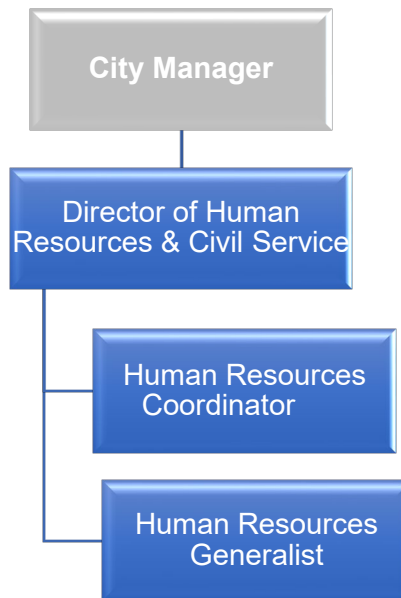 City Manager
Director of Human
Resources & Civil Service
Human Resources
Coordinator
Human Resources
Generalist